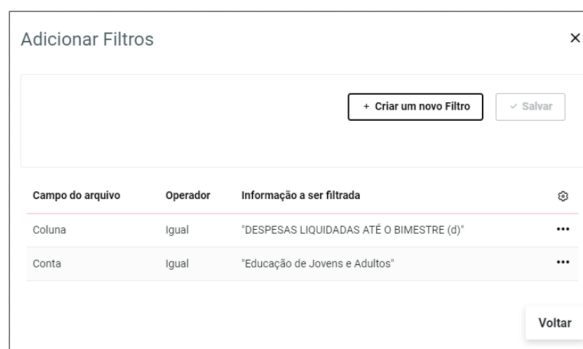 Adicionar Filtros
+ Criar um novo Filtro
Salvar
Campo do arquivo Operador Informação a ser filtrada
Coluna Igual "DESPESAS LIQUIDADAS ATÉ O BIMESTRE (d)"
Conta Igual "Educação de Jovens e Adultos"
Voltar